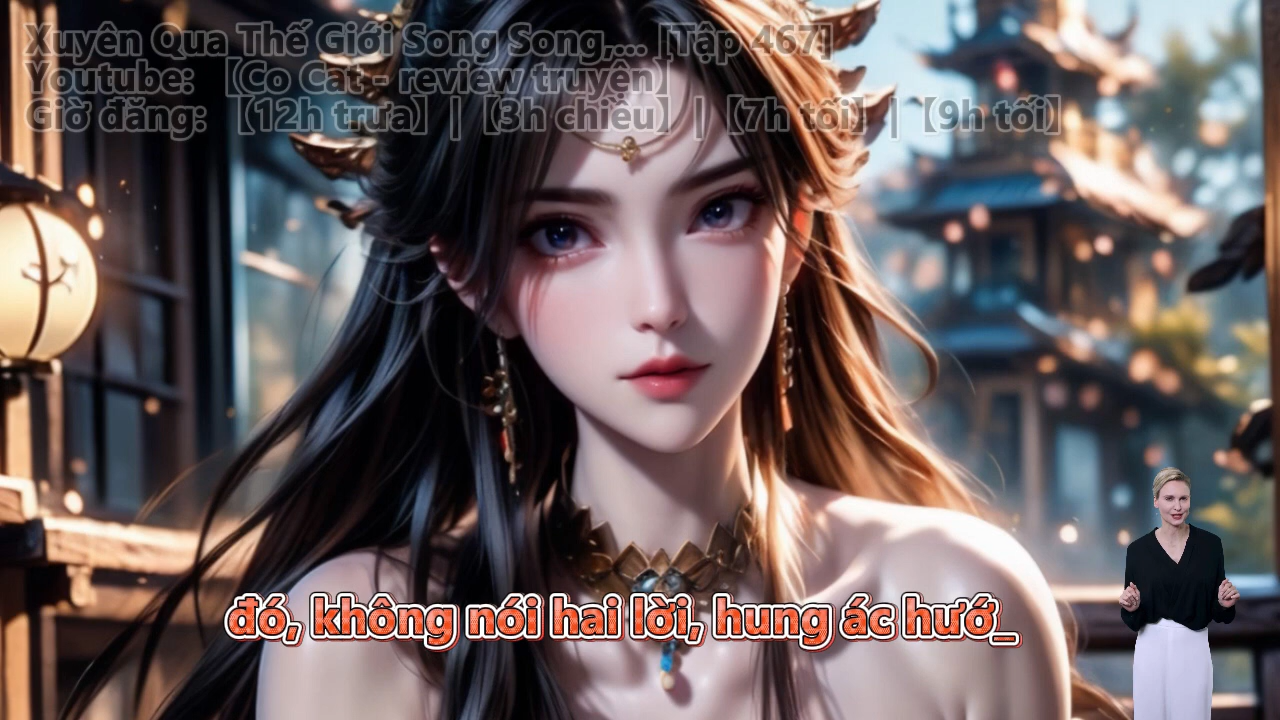 Xuyên Qua Thế Giới Song Song,... [Tập 467]
Youtube: 【Co Cat - review truyện】
Giờ đăng: 【12h trưa】 | 【3h chiều】 | 【7h tối】 | 【9h tối】
đó, không nói hai lời, hung ác hướ_